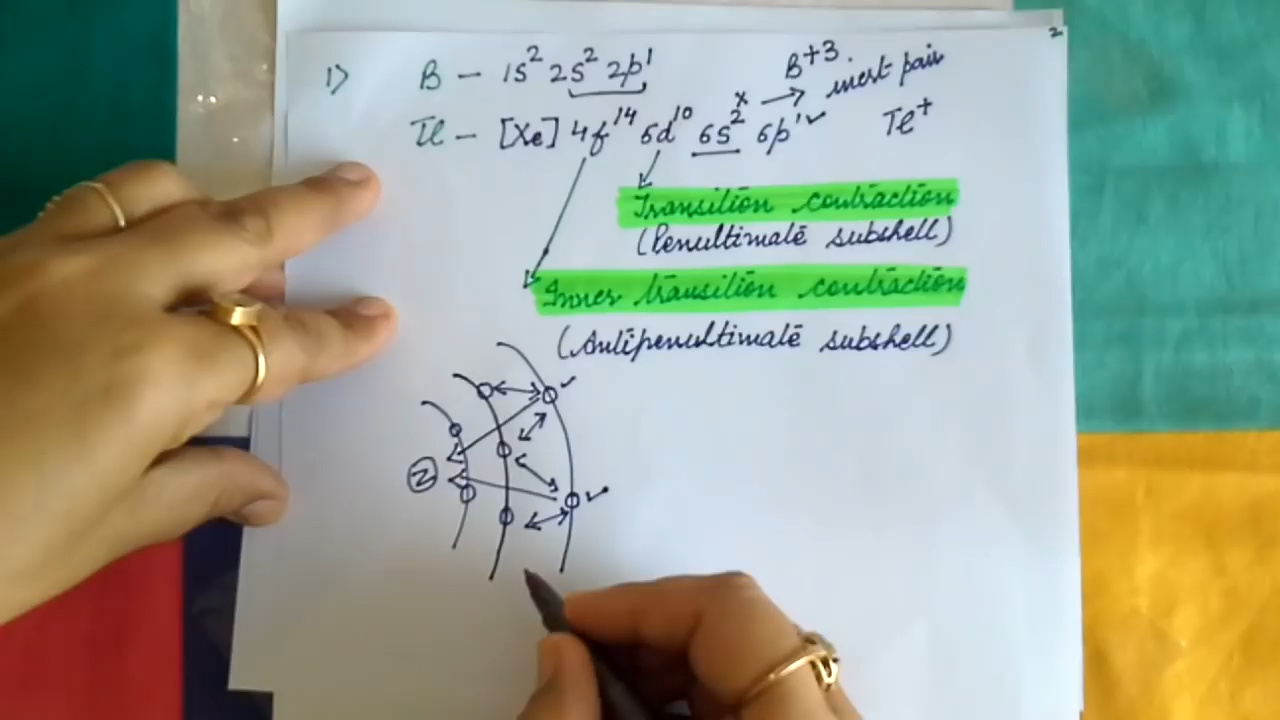 2
1) B – 1s² 2s² 2p¹ B+3.
Tl – [Xe] 4f¹⁴ 5d¹⁰ 6s² 6p¹ x → inert pair Tl+
Transition contraction
(Penultimate subshell)
Inner transition contraction
(Antipenultimate subshell)
Z